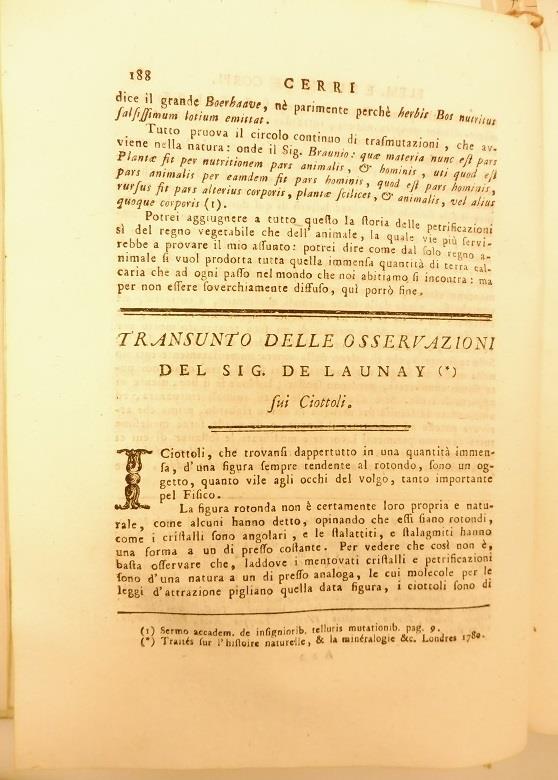 188
CERRI
dice il grande Boerhaave, nè parimente perchè herbis Bos nutritus
salsissimum lotium emittat.
Tutto pruova il circolo continuo di trasmutazioni, che av-
viene nella natura: onde il Sig. Braunio: quæ materia nunc est pars
Plantæ fit per nutritionem pars animalis, & hominis, uti quod est
pars animalis per eamdem fit pars hominis, quod est pars hominis,
rursus fit pars alterius corporis, plantæ scilicet, & animalis, vel alius
quoque corporis (1).
Potrei aggiugnere a tutto questo la storia delle petrificazioni
sì del regno vegetabile che dell' animale, la quale vie più servi-
rebbe a provare il mio assunto: potrei dire come dal solo regno a-
nimale si vuol prodotta tutta quella immensa quantità di terra cal-
caria che ad ogni passo nel mondo che noi abitiamo si incontra: ma
per non essere soverchiamente diffuso, quì porrò fine.
TRANSUNTO DELLE OSSERVAZIONI
DEL SIG. DE LAUNAY (*)
sui Ciottoli.
I Ciottoli, che trovansi dappertutto in una quantità immen-
sa, d'una figura sempre tendente al rotondo, sono un og-
getto, quanto vile agli occhi del volgo, tanto importante
pel Fisico.
La figura rotonda non è certamente loro propria e natu-
rale, come alcuni hanno detto, opinando che essi siano rotondi,
come i cristalli sono angolari, e le stalattiti, e stalagmiti hanno
una forma a un di presso costante. Per vedere che così non è,
basta osservare che, laddove i mentovati cristalli e petrificazioni
sono d'una natura a un di presso analoga, le cui molecole per le
leggi d'attrazione pigliano quella data figura, i ciottoli sono di
(1) Sermo accadem. de insigniorib. telluris mutationib. pag. 9.
(*) Traités sur l'histoire naturelle, & la minéralogie &c. Londres 1780.